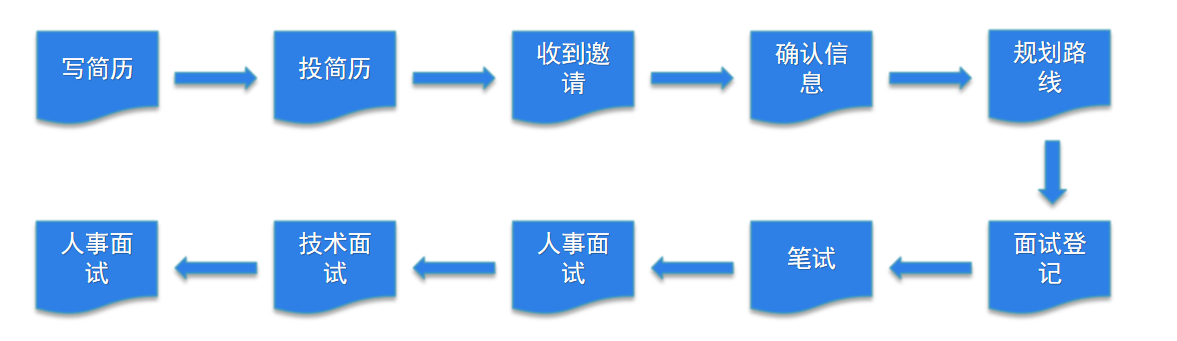 写简历
投简历
收到邀
请
确认信
息
规划路
线
人事面
试
技术面
试
人事面
试
笔试
面试登
记